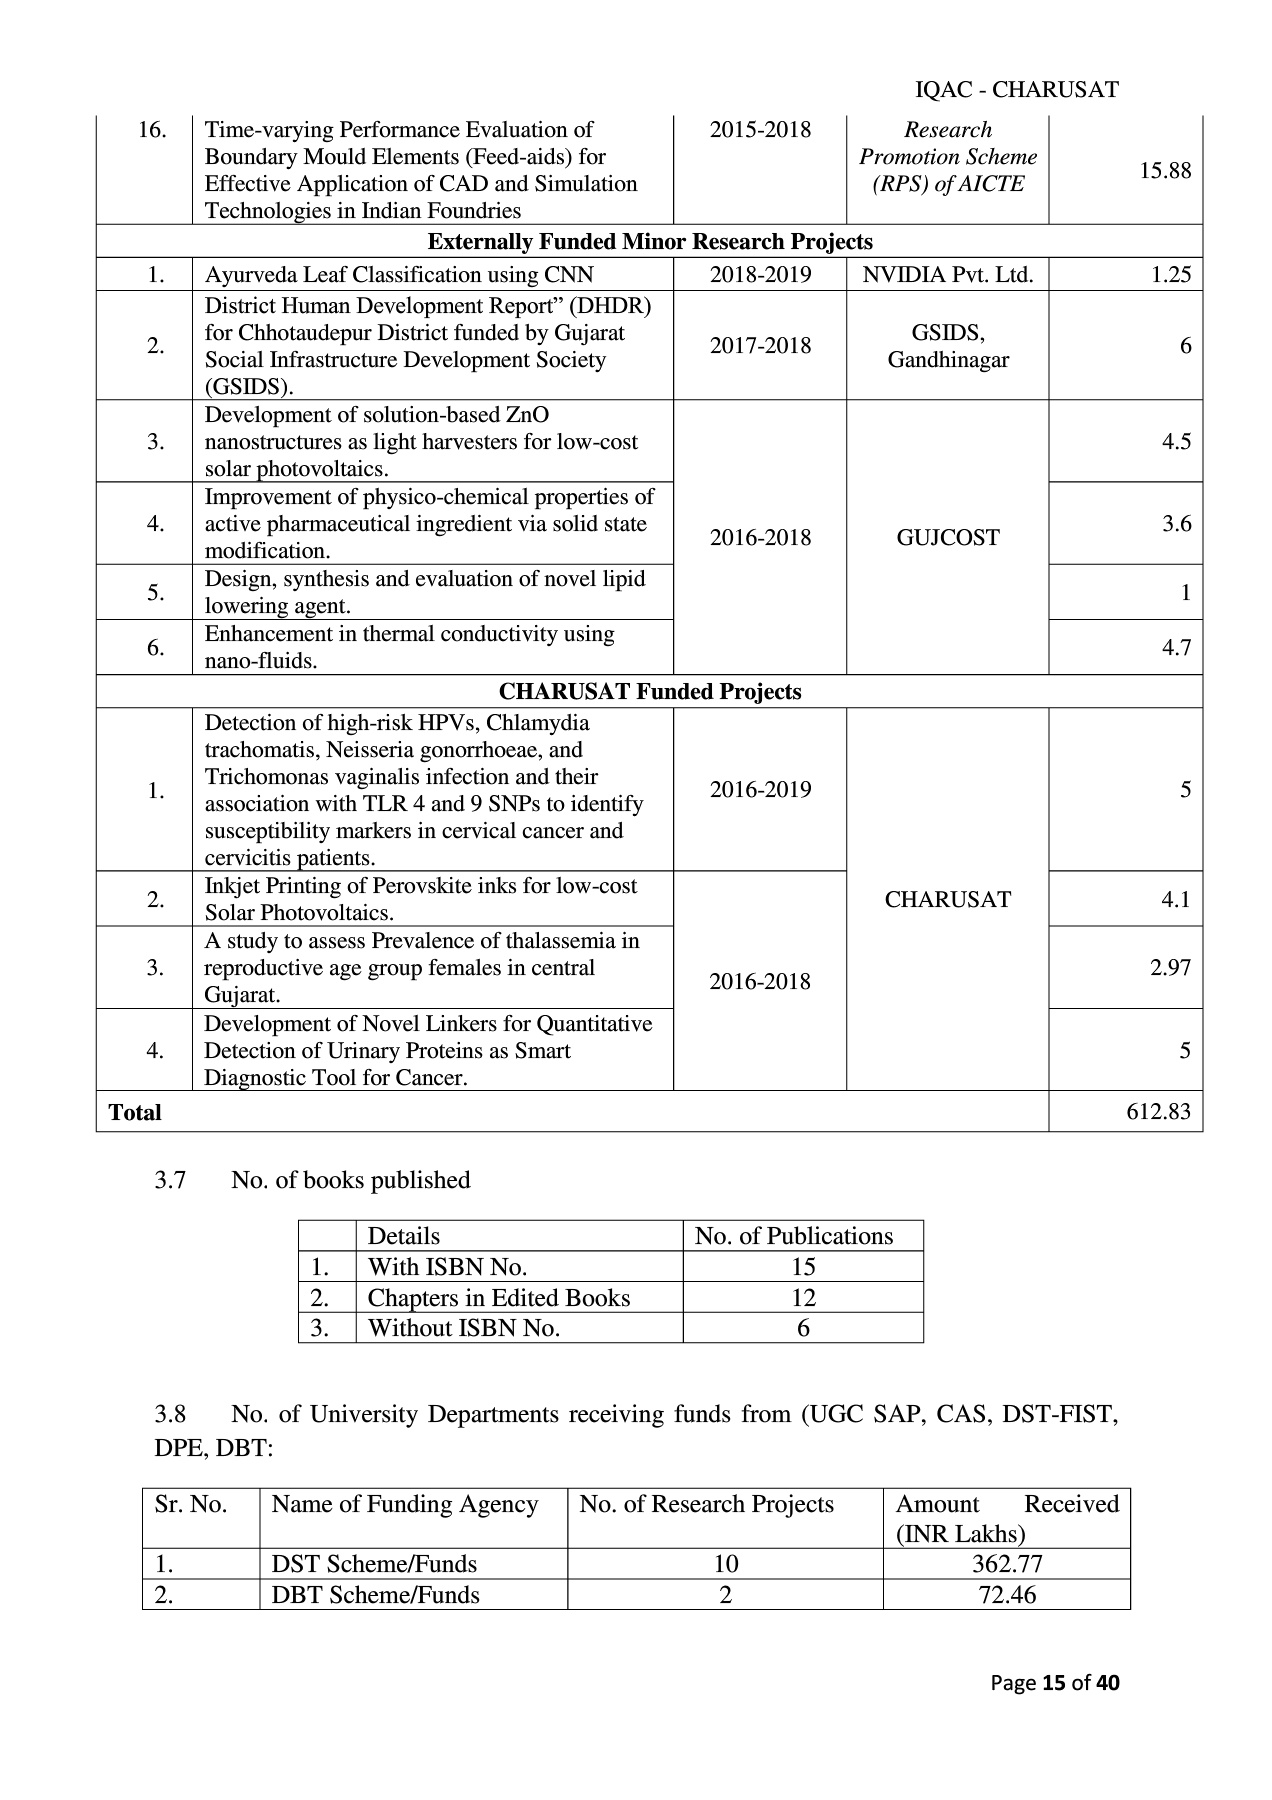 IQAC - CHARUSAT
16. Time-varying Performance Evaluation of Boundary Mould Elements (Feed-aids) for Effective Application of CAD and Simulation Technologies in Indian Foundries 2015-2018 Research Promotion Scheme (RPS) of AICTE 15.88
Externally Funded Minor Research Projects
1. Ayurveda Leaf Classification using CNN 2018-2019 NVIDIA Pvt. Ltd. 1.25
2. District Human Development Report” (DHDR) for Chhotaudepur District funded by Gujarat Social Infrastructure Development Society (GSIDS). 2017-2018 GSIDS, Gandhinagar 6
3. Development of solution-based ZnO nanostructures as light harvesters for low-cost solar photovoltaics. 2016-2018 GUJCOST 4.5
4. Improvement of physico-chemical properties of active pharmaceutical ingredient via solid state modification. 3.6
5. Design, synthesis and evaluation of novel lipid lowering agent. 1
6. Enhancement in thermal conductivity using nano-fluids. 4.7
CHARUSAT Funded Projects
1. Detection of high-risk HPVs, Chlamydia trachomatis, Neisseria gonorrhoeae, and Trichomonas vaginalis infection and their association with TLR 4 and 9 SNPs to identify susceptibility markers in cervical cancer and cervicitis patients. 2016-2019 CHARUSAT 5
2. Inkjet Printing of Perovskite inks for low-cost Solar Photovoltaics. 2016-2018 4.1
3. A study to assess Prevalence of thalassemia in reproductive age group females in central Gujarat. 2.97
4. Development of Novel Linkers for Quantitative Detection of Urinary Proteins as Smart Diagnostic Tool for Cancer. 5
Total 612.83
3.7 No. of books published
Details No. of Publications
1. With ISBN No. 15
2. Chapters in Edited Books 12
3. Without ISBN No. 6
3.8 No. of University Departments receiving funds from (UGC SAP, CAS, DST-FIST,
DPE, DBT:
Sr. No. Name of Funding Agency No. of Research Projects Amount Received (INR Lakhs)
1. DST Scheme/Funds 10 362.77
2. DBT Scheme/Funds 2 72.46
Page 15 of 40